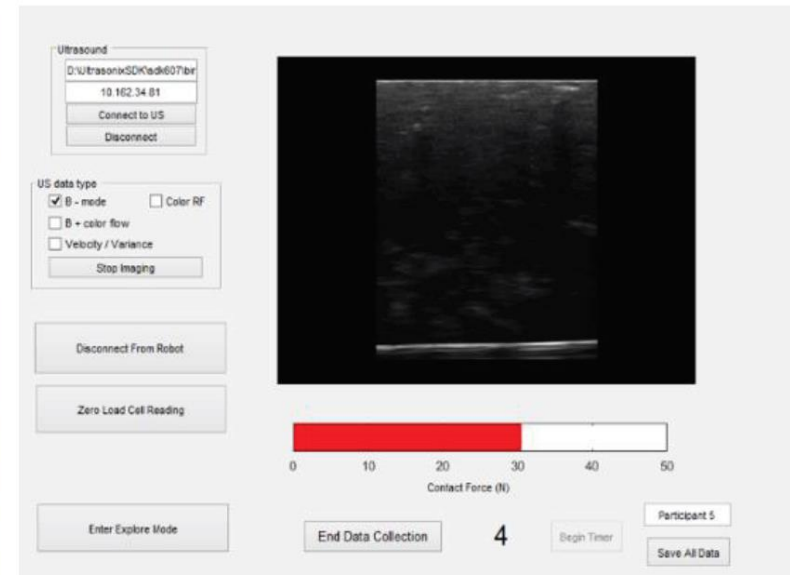 Ultrasound
D:\UltrasonixSDK\sdk607\bin
10.162.34.81
Connect to US
Disconnect
US data type
B - mode
Color RF
B + color flow
Velocity / Variance
Stop Imaging
Disconnect From Robot
Zero Load Cell Reading
0 10 20 30 40 50
Contact Force (N)
Enter Explore Mode
End Data Collection
4
Begin Timer
Participant 5
Save All Data